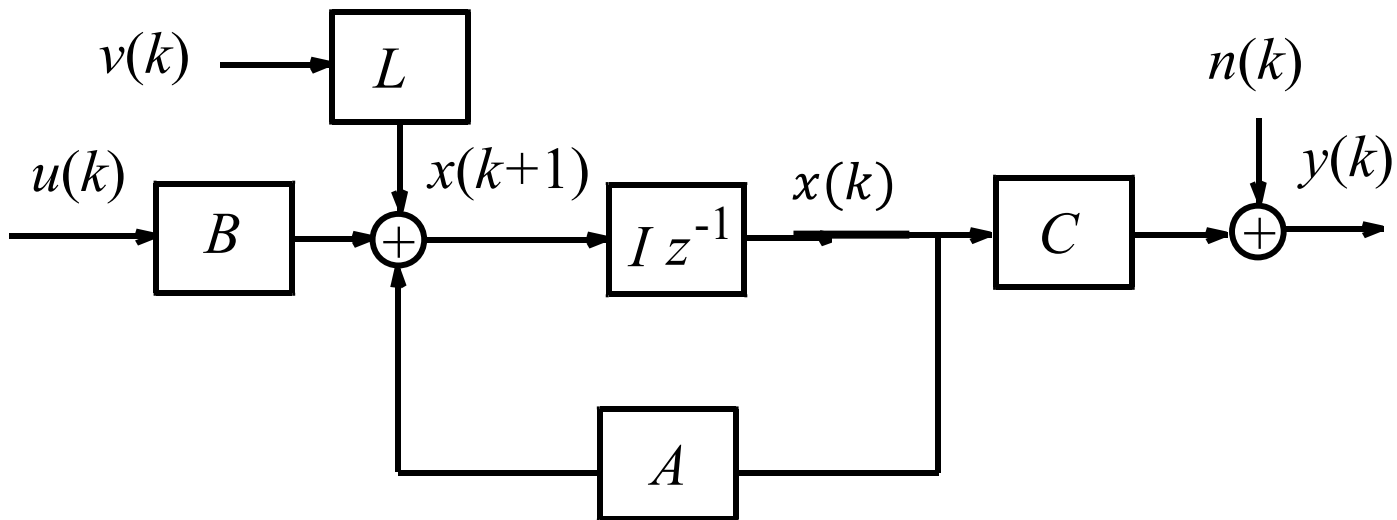 v(k)
L
n(k)
u(k)
x(k+1)
x(k)
y(k)
B
+
I z⁻¹
C
+
A